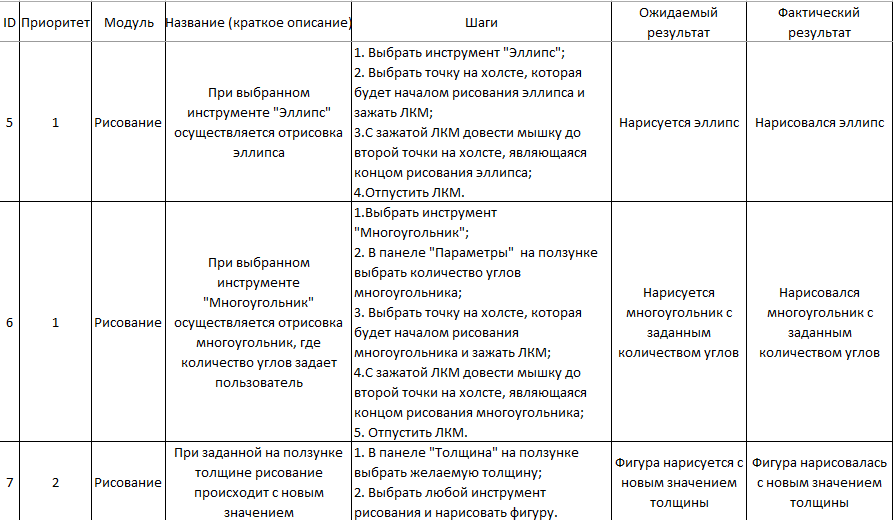 ID Приоритет Модуль Название (краткое описание) Шаги Ожидаемый результат Фактический результат
5 1 Рисование
При выбранном
инструменте "Эллипс"
осуществляется отрисовка
эллипса
1. Выбрать инструмент "Эллипс";
2. Выбрать точку на холсте, которая
будет началом рисования эллипса и
зажать ЛКМ;
3.С зажатой ЛКМ довести мышку до
второй точки на холсте, являющаяся
концом рисования эллипса;
4.Отпустить ЛКМ.
Нарисуется эллипс
Нарисовался эллипс
6 1 Рисование
При выбранном
инструменте
"Многоугольник"
осуществляется отрисовка
многоугольник, где
количество углов задает
пользователь
1.Выбрать инструмент
"Многоугольник";
2. В панеле "Параметры" на ползунке
выбрать количество углов
многоугольника;
3. Выбрать точку на холсте, которая
будет началом рисования
многоугольника и зажать ЛКМ;
4.С зажатой ЛКМ довести мышку до
второй точки на холсте, являющаяся
концом рисования многоугольника;
5. Отпустить ЛКМ.
Нарисуется
многоугольник с
заданным
количеством углов
Нарисовался
многоугольник с
заданным
количеством углов
7 2 Рисование
При заданной на ползунке
толщине рисование
происходит с новым
значением
1. В панеле "Толщина" на ползунке
выбрать желаемую толщину;
2. Выбрать любой инструмент
рисования и нарисовать фигуру.
Фигура нарисуется с
новым значением
толщины
Фигура нарисовалась
с новым значением
толщины